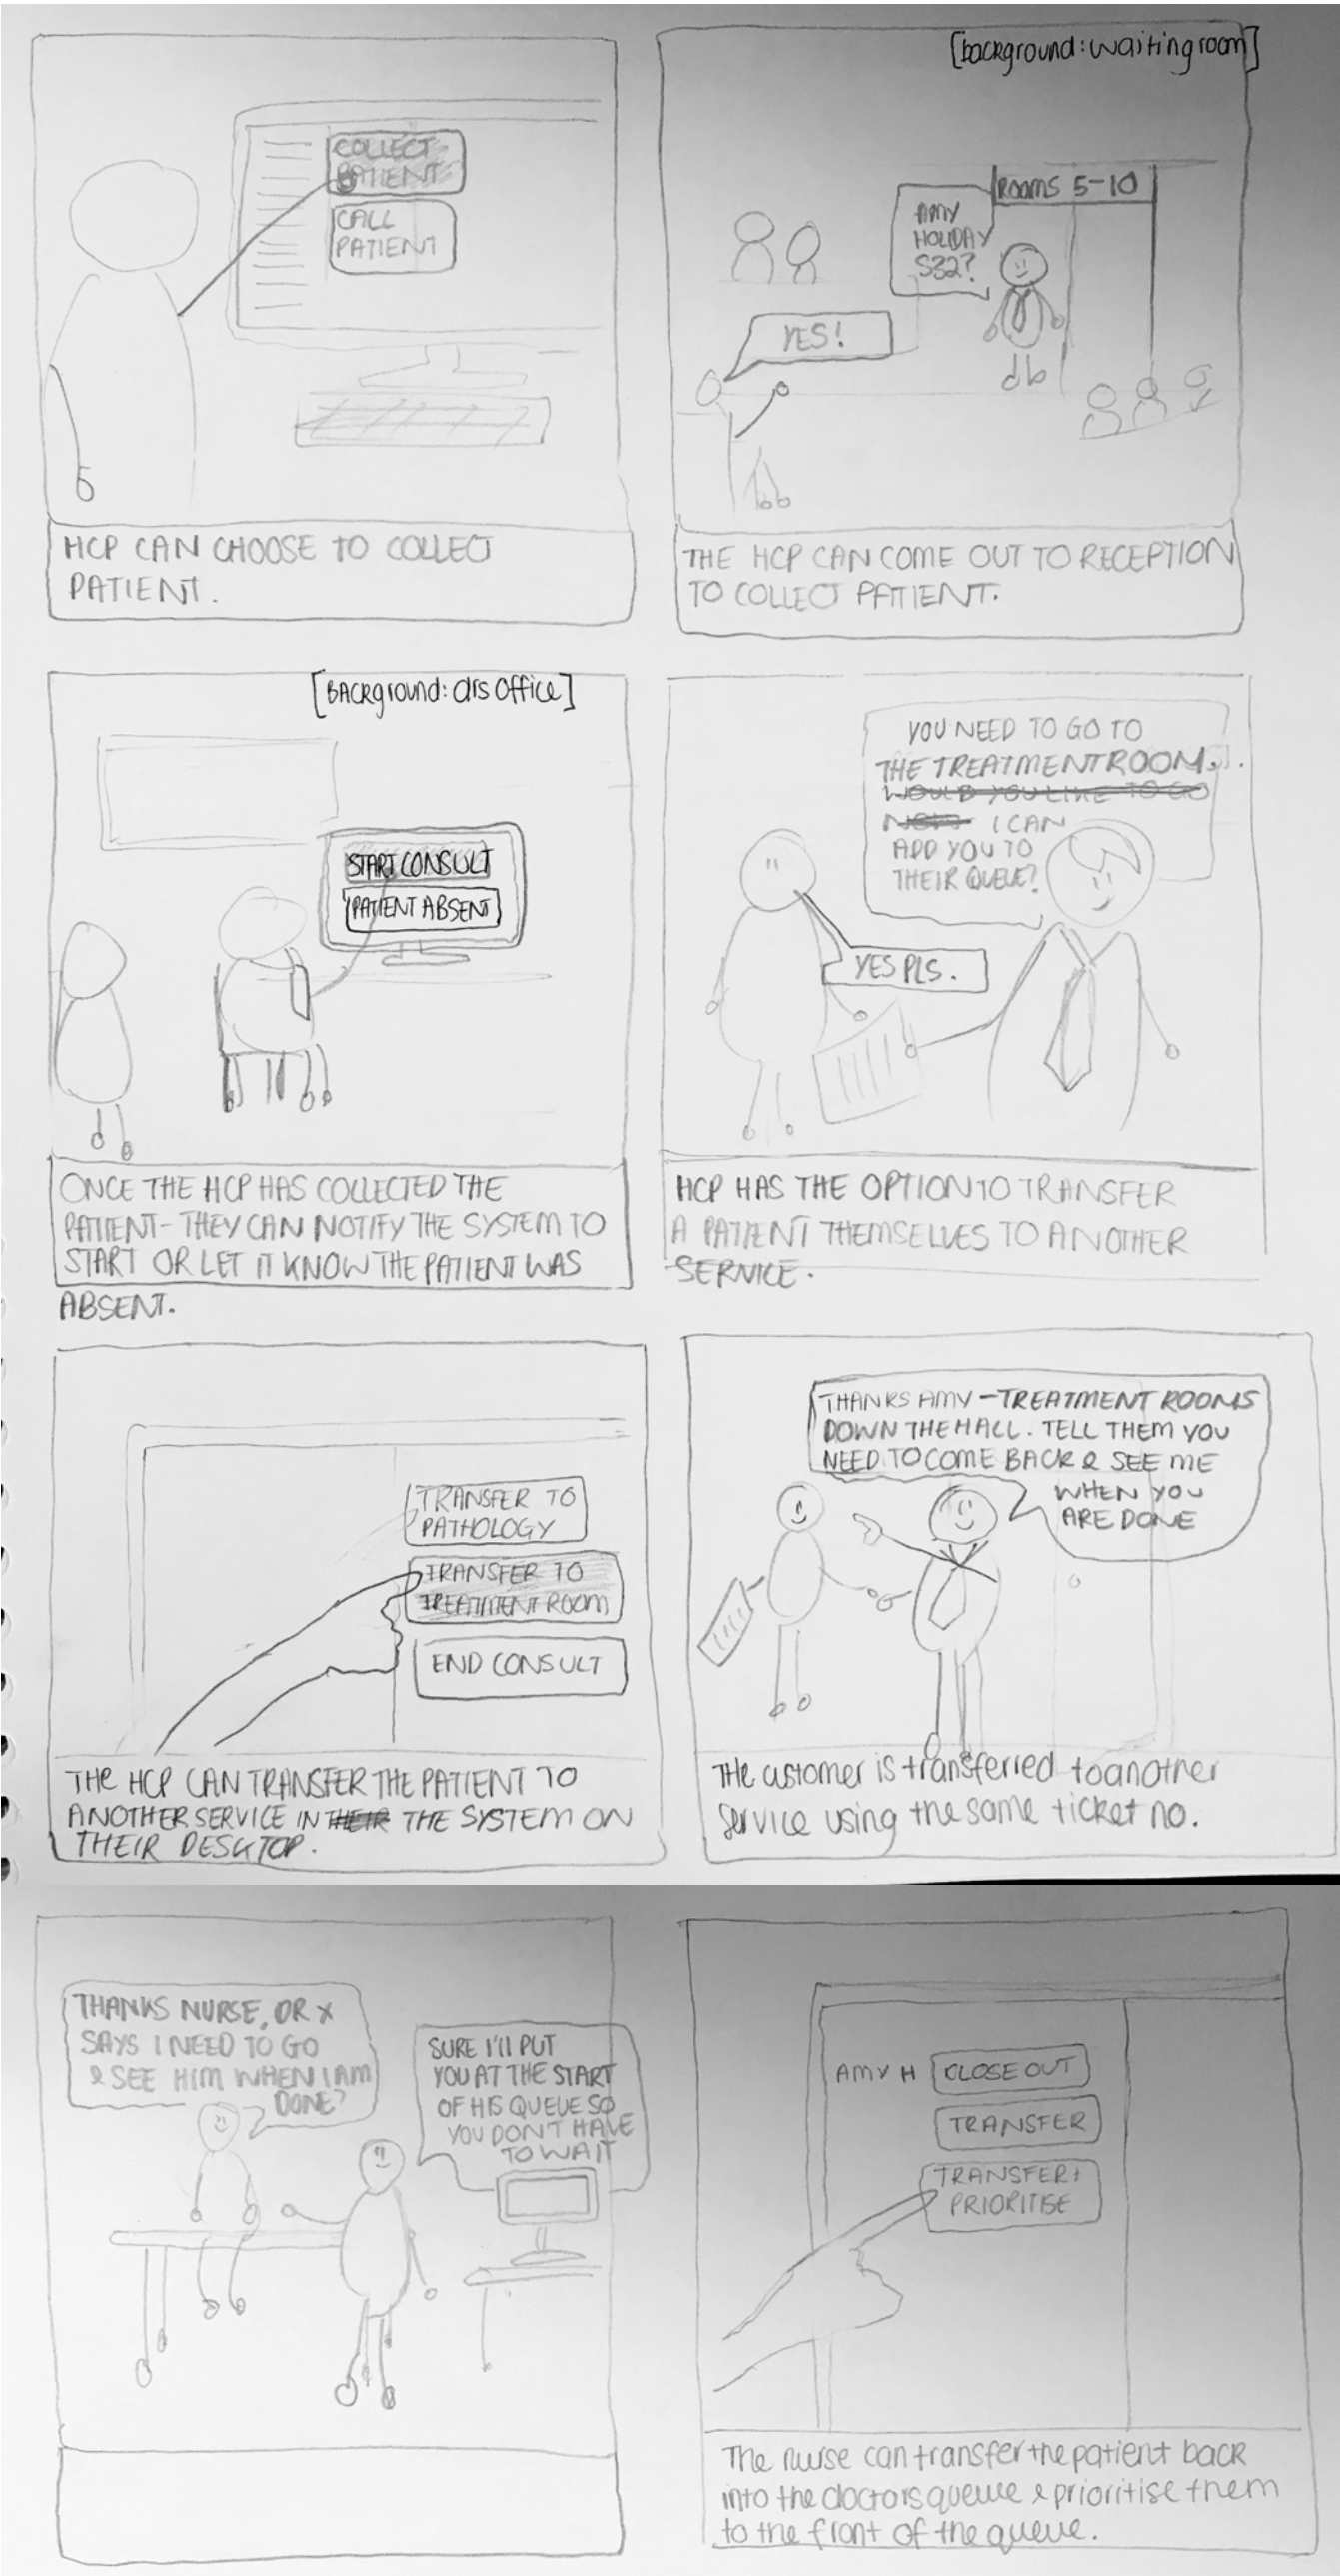 COLLECT
PATIENT
CALL
PATIENT
HCP CAN CHOOSE TO COLLECT
PATIENT.
[background: waiting room]
ROOMS 5-10
AMY
HOLIDAY
S32?
YES!
THE HCP CAN COME OUT TO RECEPTION
TO COLLECT PATIENT.
[BACKground: drs office]
START CONSULT
PATIENT ABSENT
ONCE THE HCP HAS COLLECTED THE
PATIENT - THEY CAN NOTIFY THE SYSTEM TO
START OR LET IT KNOW THE PATIENT WAS
ABSENT.
YOU NEED TO GO TO
THE TREATMENT ROOM.
WOULD YOU LIKE TO GO
NOW I CAN
ADD YOU TO
THEIR QUEUE?
YES PLS.
HCP HAS THE OPTION TO TRANSFER
A PATIENT THEMSELVES TO ANOTHER
SERVICE.
TRANSFER TO
PATHOLOGY
TRANSFER TO
TREATMENT ROOM
END CONSULT
THE HCP CAN TRANSFER THE PATIENT TO
ANOTHER SERVICE IN THEIR THE SYSTEM ON
THEIR DESKTOP.
THANKS AMY - TREATMENT ROOMS
DOWN THE HALL. TELL THEM YOU
NEED TO COME BACK & SEE ME
WHEN YOU
ARE DONE
THE customer is transferred to another
service using the same ticket no.
THANKS NURSE, DR X
SAYS I NEED TO GO
& SEE HIM WHEN I AM
DONE?
SURE I'll PUT
YOU AT THE START
OF HIS QUEUE SO
YOU DON'T HAVE
TO WAIT
AMY H CLOSE OUT
TRANSFER
TRANSFER +
PRIORITISE
The nurse can transfer the patient back
into the doctors queue & prioritise them
to the front of the queue.